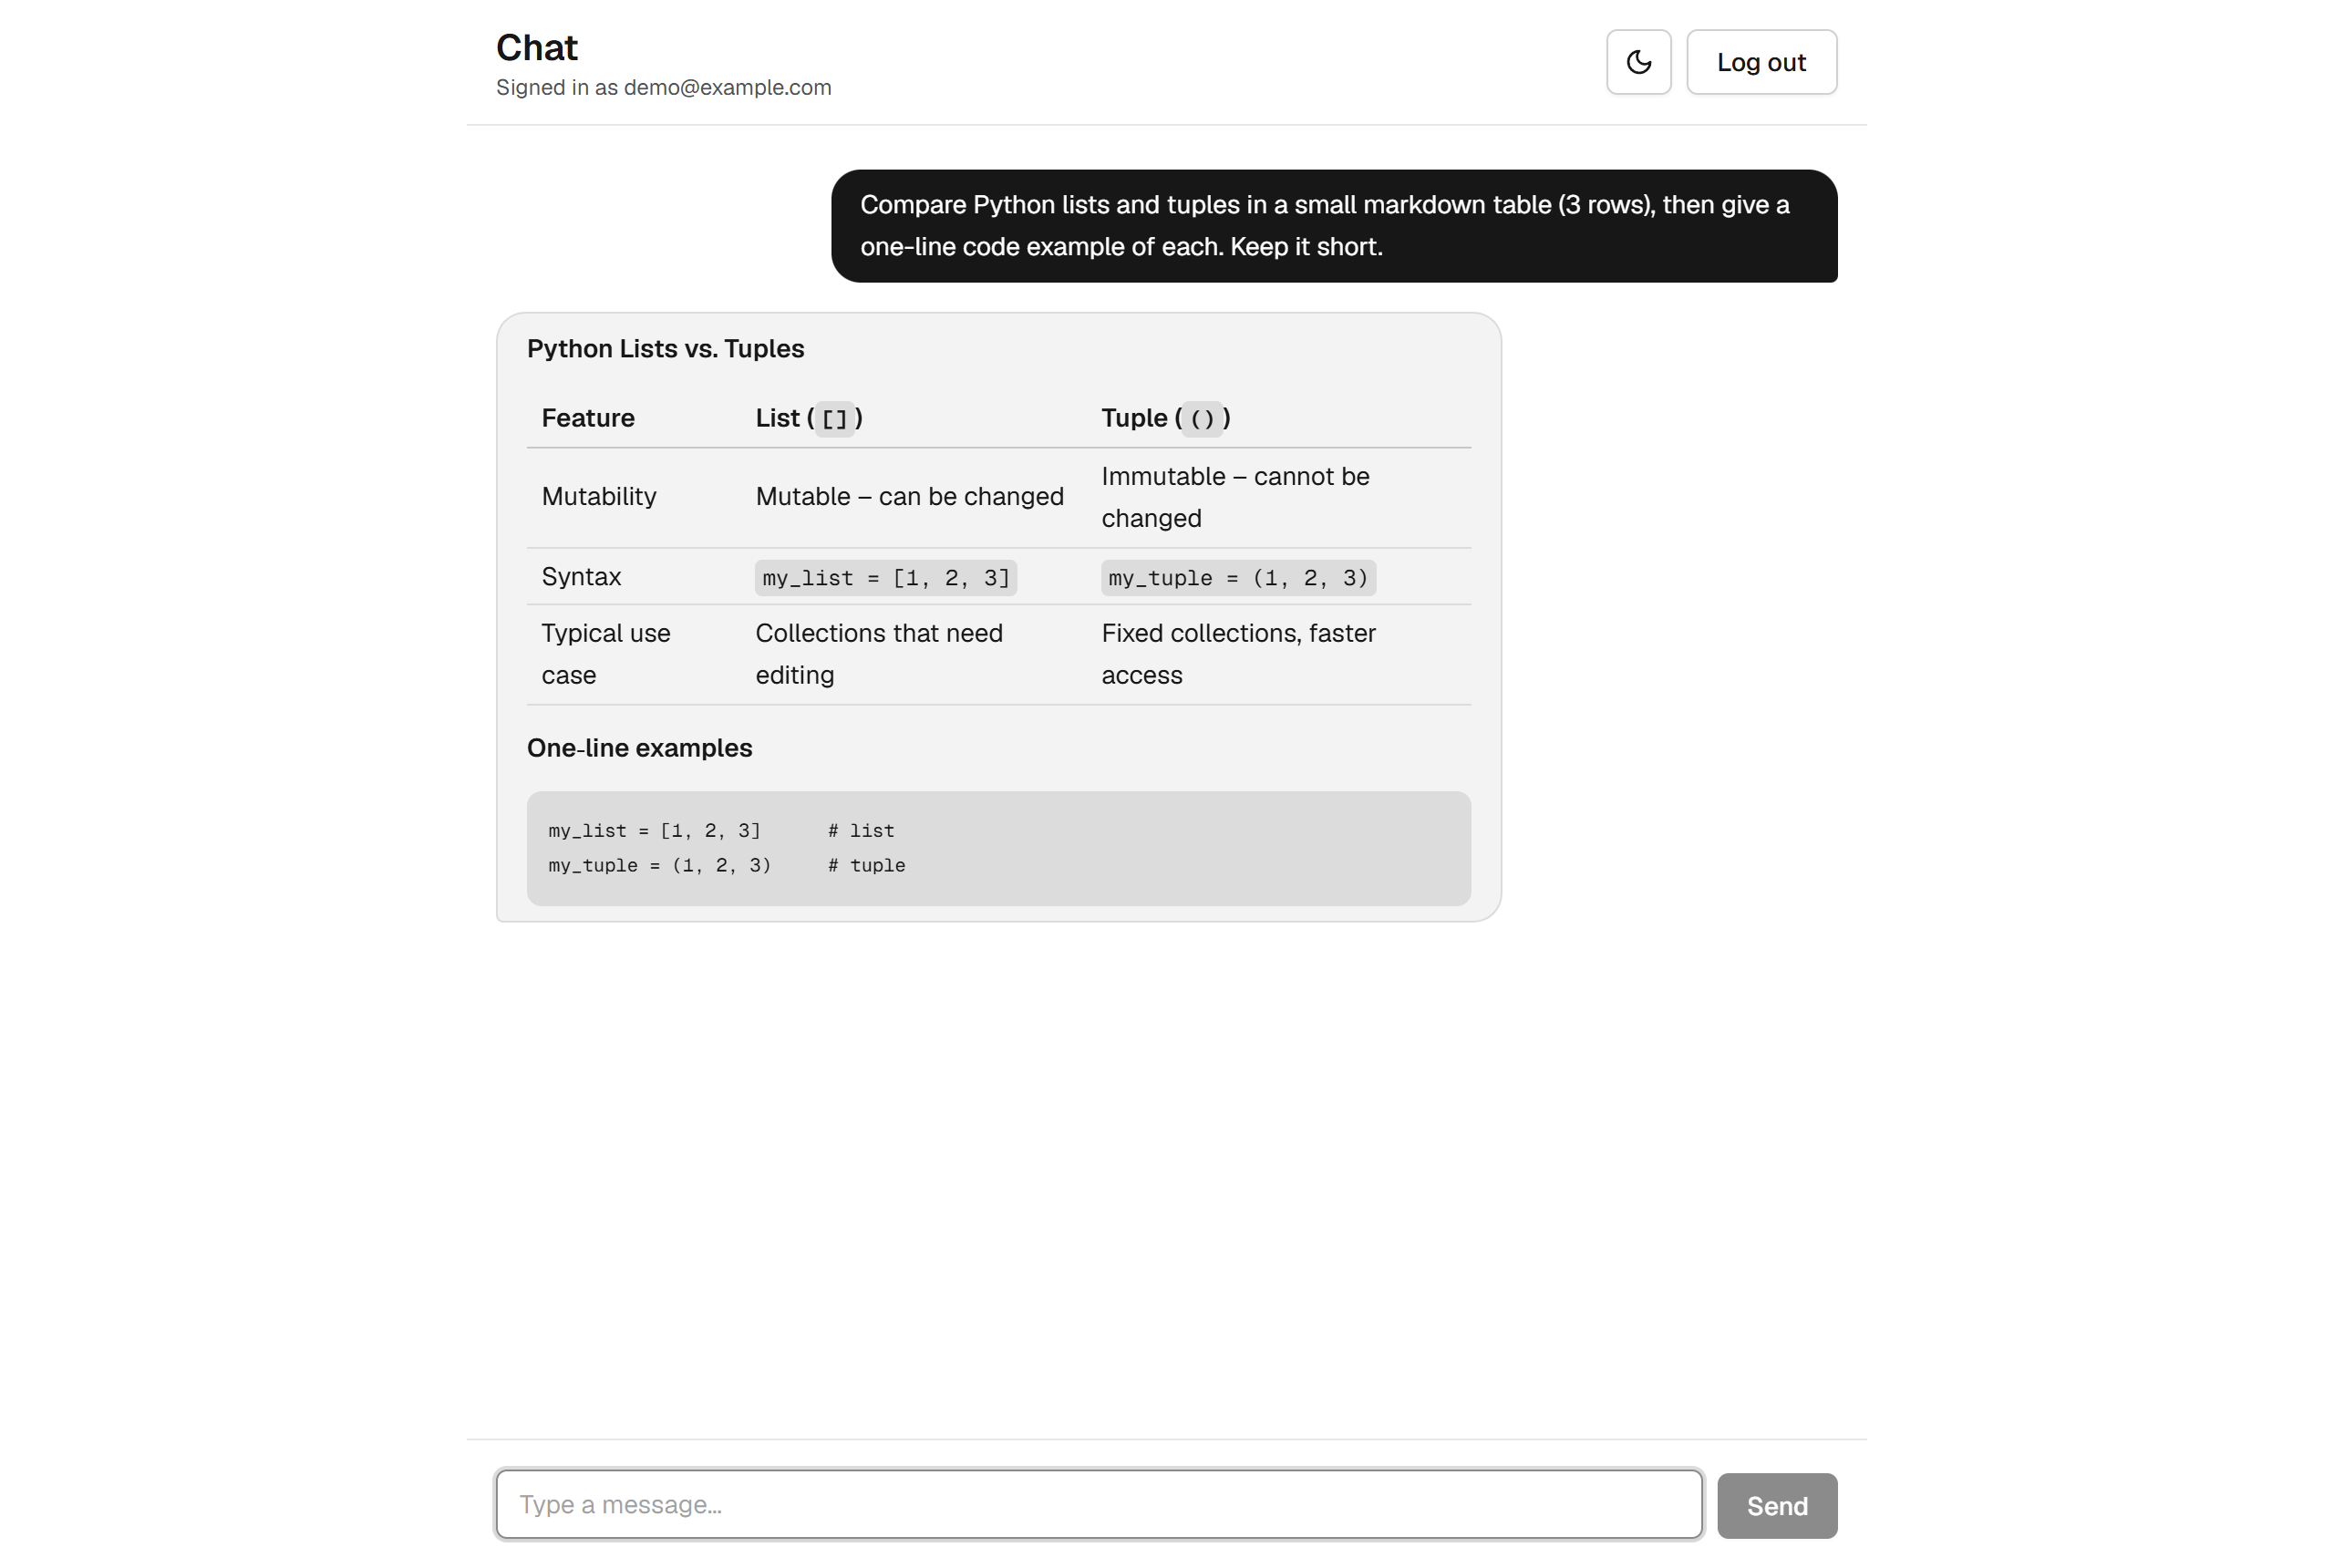 Chat
Signed in as demo@example.com
Log out
Compare Python lists and tuples in a small markdown table (3 rows), then give a
one-line code example of each. Keep it short.
Python Lists vs. Tuples
Feature List ([]) Tuple (())
Mutability Mutable – can be changed Immutable – cannot be
changed
Syntax my_list = [1, 2, 3] my_tuple = (1, 2, 3)
Typical use Collections that need Fixed collections, faster
case editing access
One-line examples
my_list = [1, 2, 3]      # list
my_tuple = (1, 2, 3)     # tuple
Type a message...
Send